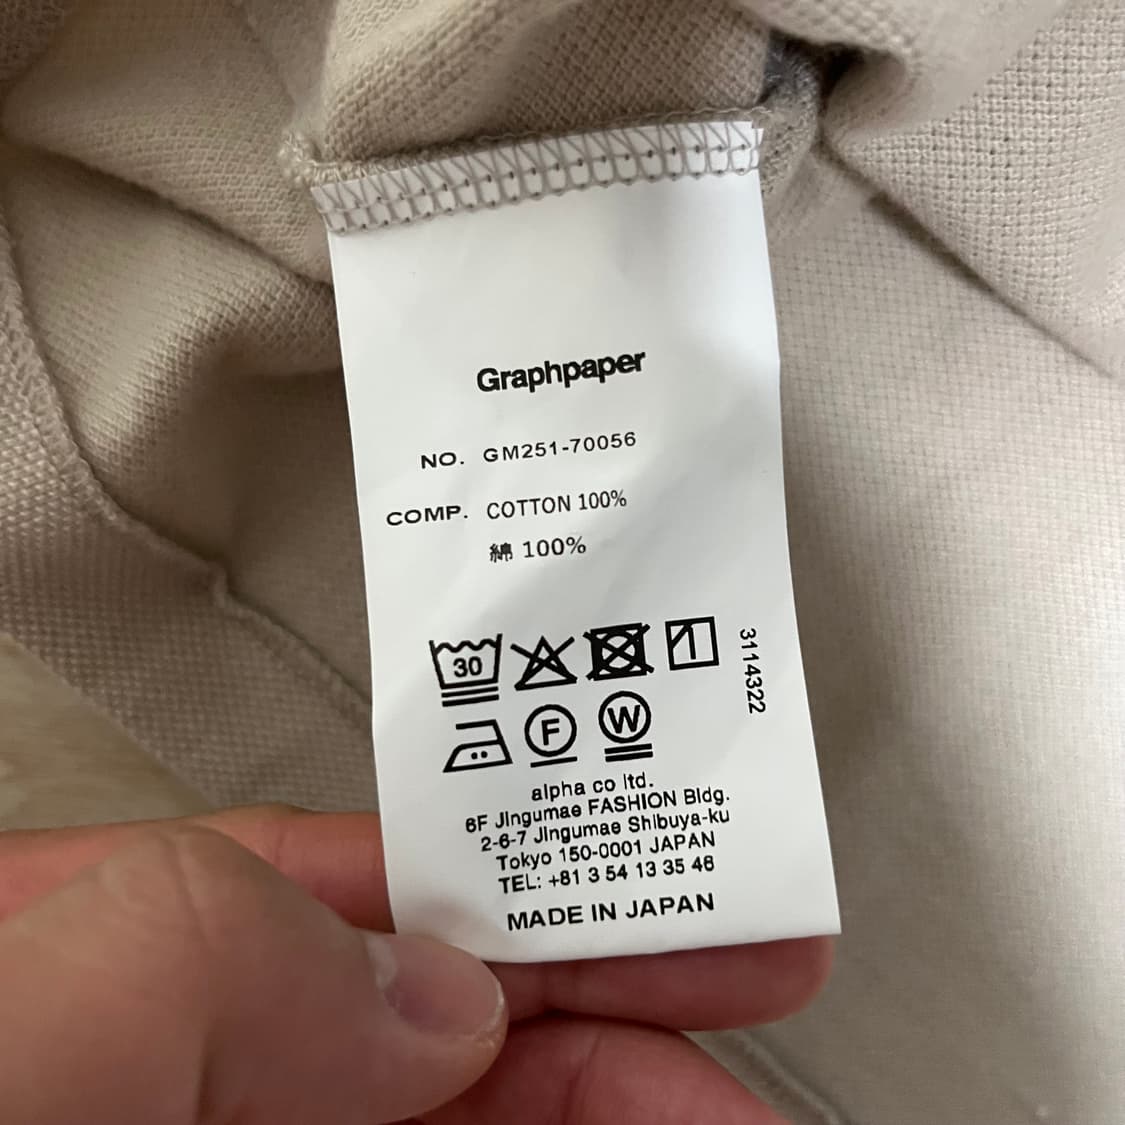 Graphpaper
NO. GM251-70056
COMP. COTTON 100%
綿 100%
30
3114322
F
W
alpha co ltd.
6F Jingumae FASHION Bldg.
2-6-7 Jingumae Shibuya-ku
Tokyo 150-0001 JAPAN
TEL: +81 3 54 13 35 46
MADE IN JAPAN